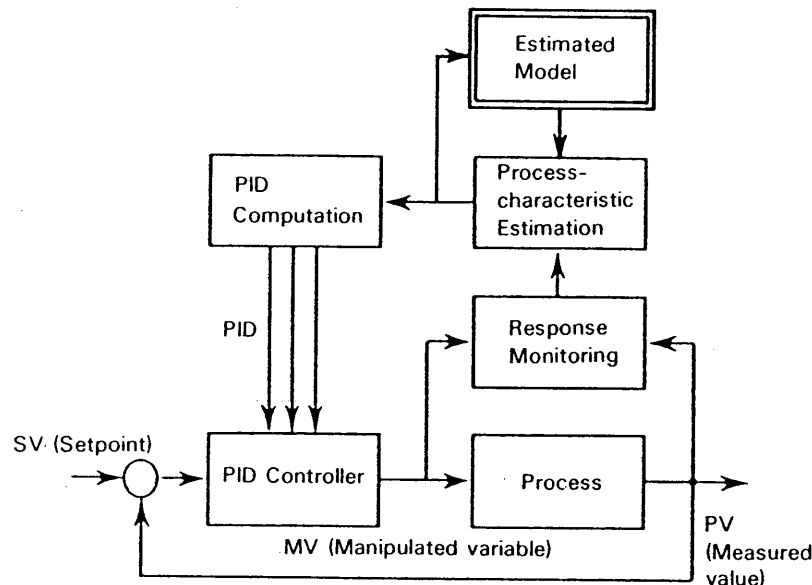 Estimated
Model
PID
Computation
Process-
characteristic
Estimation
PID
Response
Monitoring
SV (Setpoint)
PID Controller
Process
MV (Manipulated variable)
PV
(Measured
value)